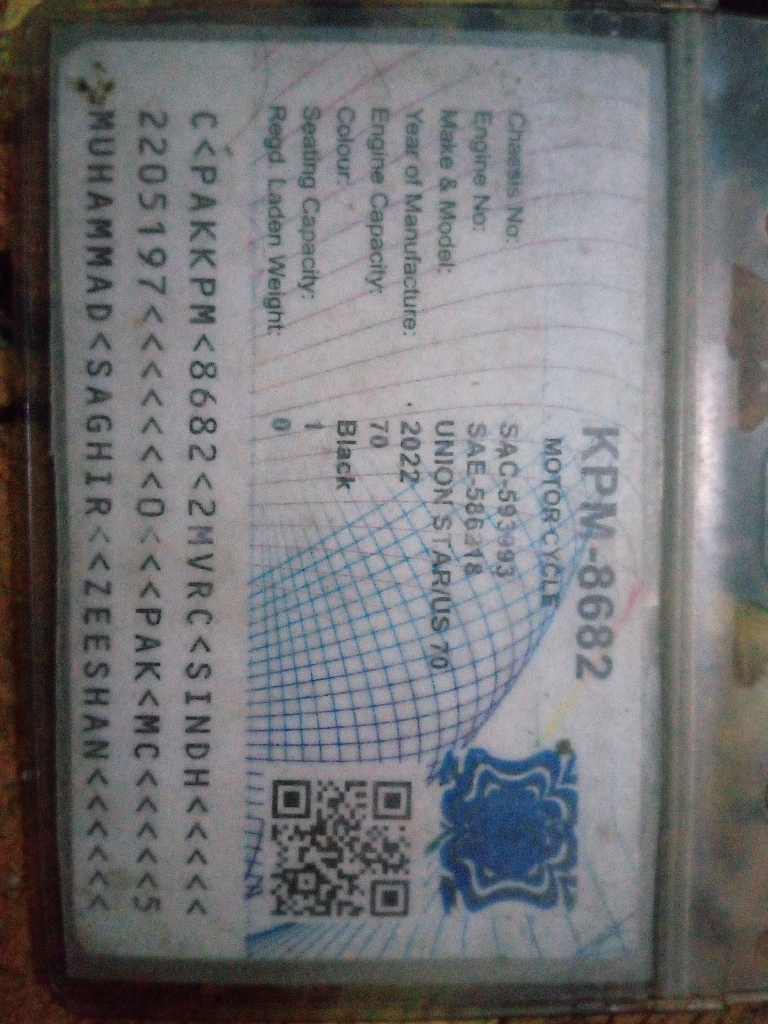 KPM-8682
MOTOR CYCLE
Chassis No: SAC-593993
Engine No: SAE-586218
Make & Model: UNION STAR/US 70
Year of Manufacture: 2022
Engine Capacity: 70
Colour: Black
Seating Capacity: 1
Regd. Laden Weight: 0
C<PAKKPM<8682<2MVRC<SINDH<<<<<
2205197<<<<<<<0<<<PAK<MC<<<<<5
MUHAMMAD<SAGHIR<<ZEESHAN<<<<<<